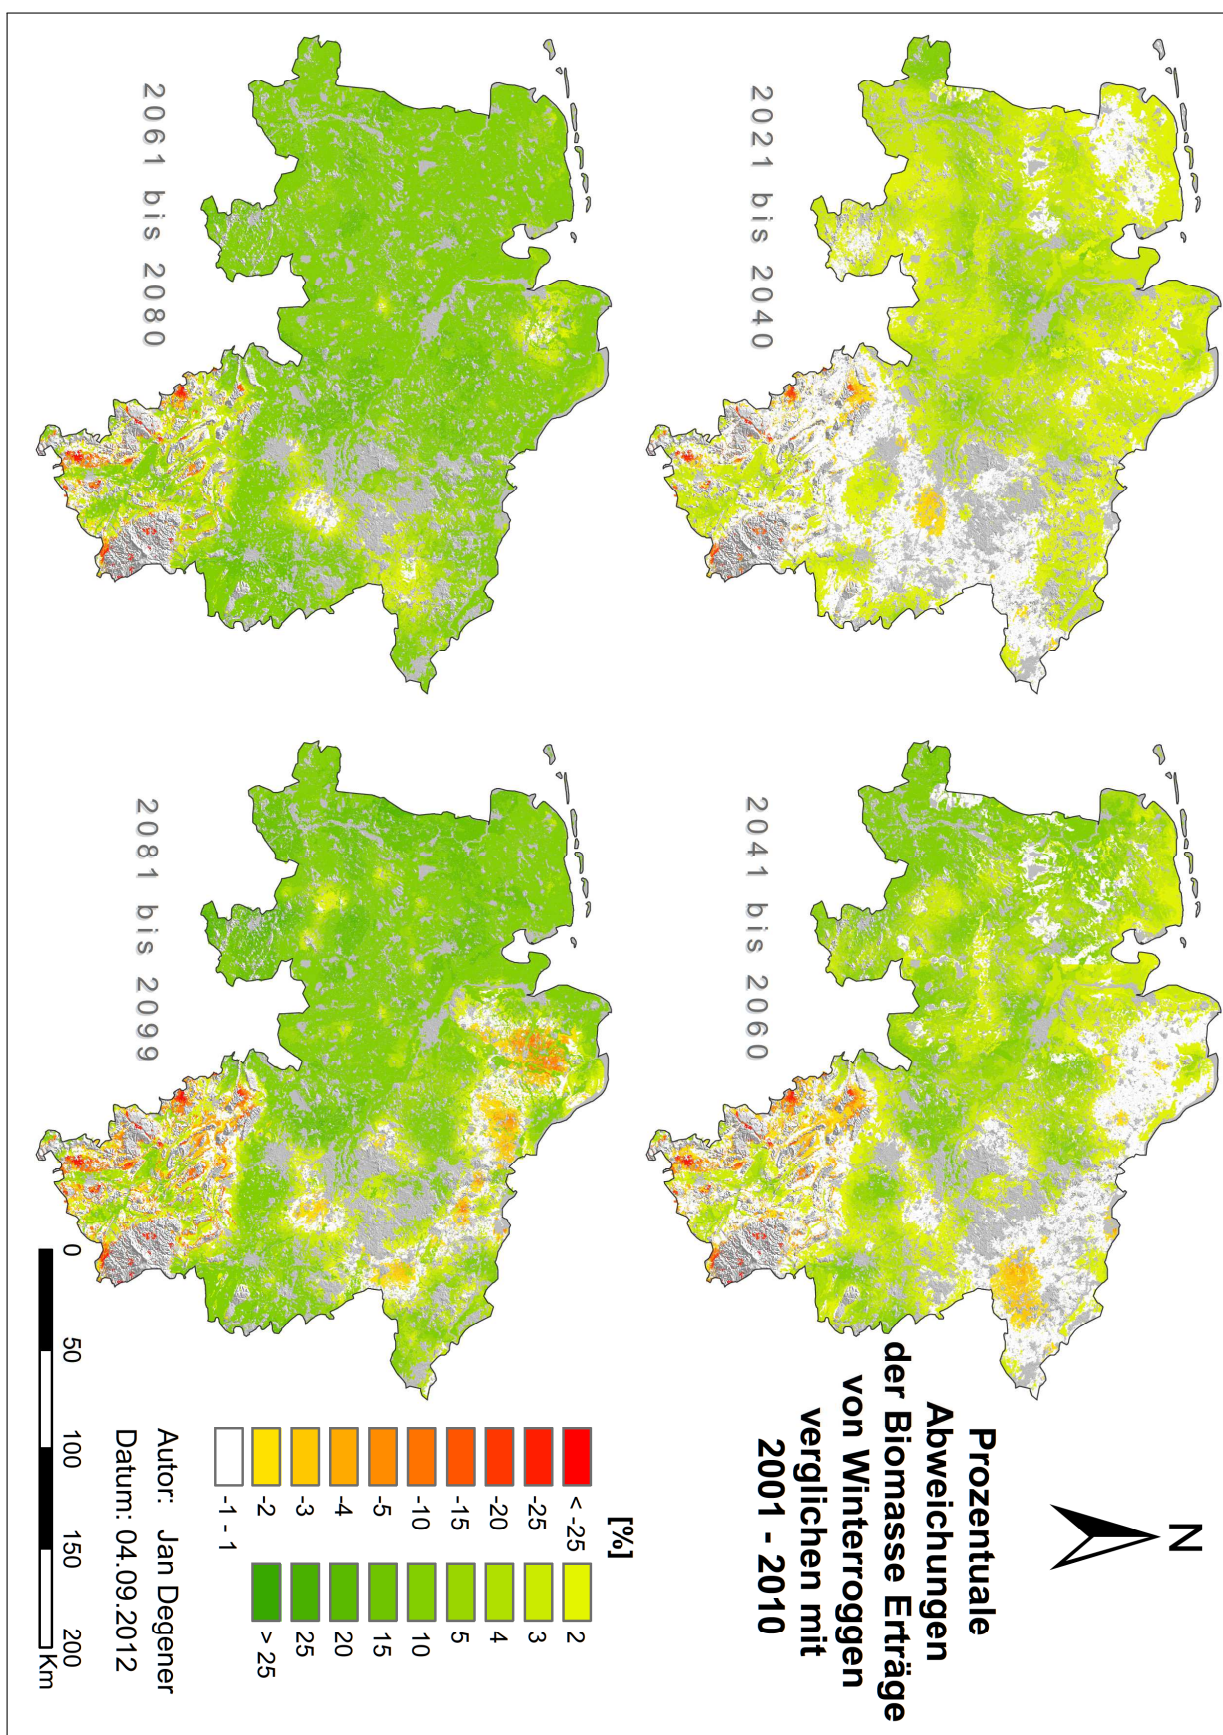 N
Prozentuale
Abweichungen
der Biomasse Erträge
von Winterroggen
verglichen mit
2001 - 2010
2021 bis 2040
2041 bis 2060
2061 bis 2080
2081 bis 2099
[%]
< -25
-25
-20
-15
-10
-5
-4
-3
-2
-1 - 1
2
3
4
5
10
15
20
25
> 25
Autor: Jan Degener
Datum: 04.09.2012
0 50 100 150 200
Km